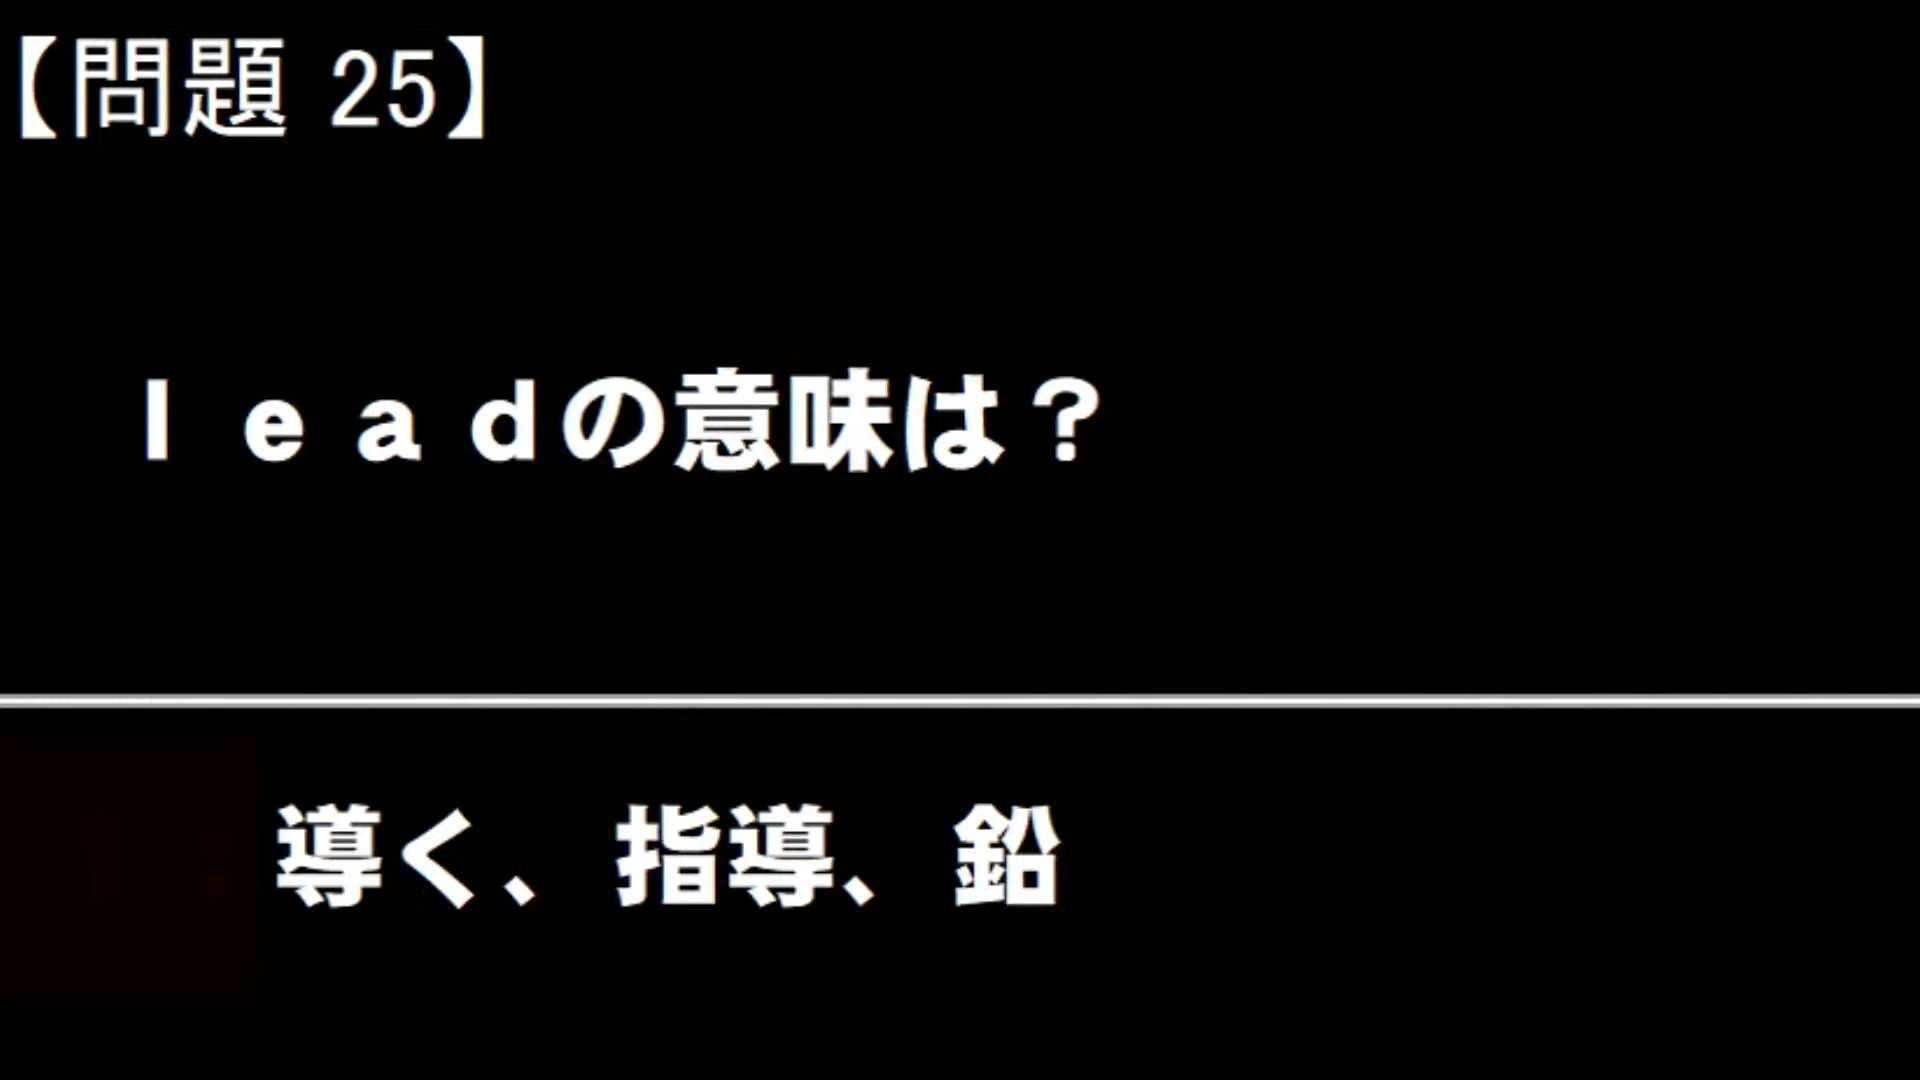 【問題 25】
ｌｅａｄの意味は？
導く、指導、鉛